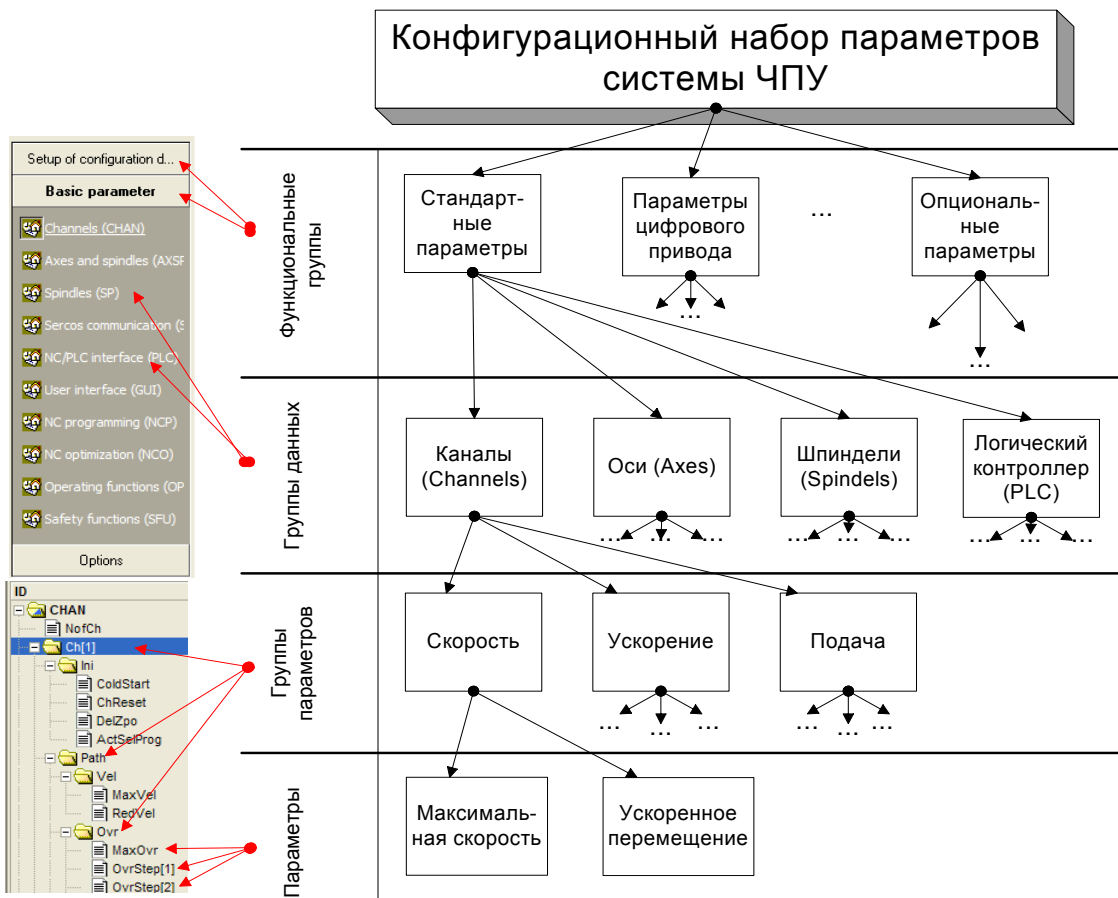 Конфигурационный набор параметров
системы ЧПУ
Setup of configuration d...
Basic parameter
Channels (CHAN)
Axes and spindles (AXSP
Spindles (SP)
Sercos communication (S
NC/PLC interface (PLC)
User interface (GUI)
NC programming (NCP)
NC optimization (NCO)
Operating functions (OP
Safety functions (SFU)
Options
ID
CHAN
NofCh
Ch[1]
Ini
ColdStart
ChReset
DelZpo
ActSelProg
Path
Vel
MaxVel
RedVel
Ovr
MaxOvr
OvrStep[1]
OvrStep[2]
Функциональные
группы
Стандарт-
ные
параметры
Параметры
цифрового
привода
...
Опциональ-
ные
параметры
...
...
Группы данных
Каналы
(Channels)
Оси (Axes)
Шпиндели
(Spindels)
Логический
контроллер
(PLC)
... ... ...
... ... ...
... ... ...
... ... ...
Группы
параметров
Скорость
Ускорение
Подача
... ... ...
... ... ...
Параметры
Максималь-
ная скорость
Ускоренное
перемещение